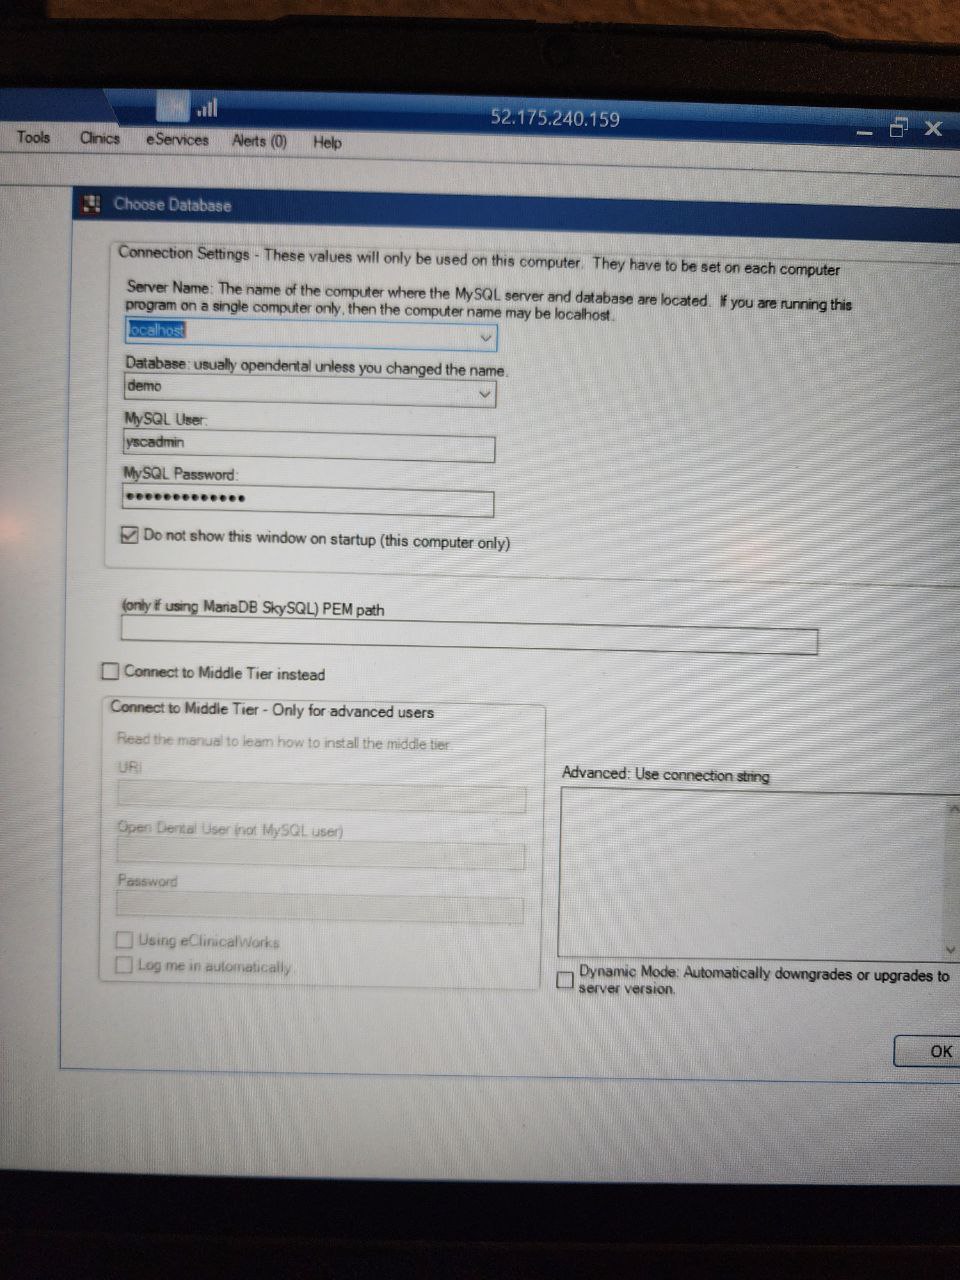 52.175.240.159
Tools Clinics eServices Alerts (0) Help
Choose Database
Connection Settings - These values will only be used on this computer. They have to be set on each computer
Server Name: The name of the computer where the MySQL server and database are located. If you are running this
program on a single computer only, then the computer name may be localhost.
localhost
Database: usually opendental unless you changed the name.
demo
MySQL User:
yscadmin
MySQL Password:
•••••••••••••
Do not show this window on startup (this computer only)
(only if using MariaDB SkySQL) PEM path
Connect to Middle Tier instead
Connect to Middle Tier - Only for advanced users
Read the manual to learn how to install the middle tier.
URI
Advanced: Use connection string
Open Dental User (not MySQL user)
Password
Using eClinicalWorks
Log me in automatically
Dynamic Mode: Automatically downgrades or upgrades to
server version.
OK